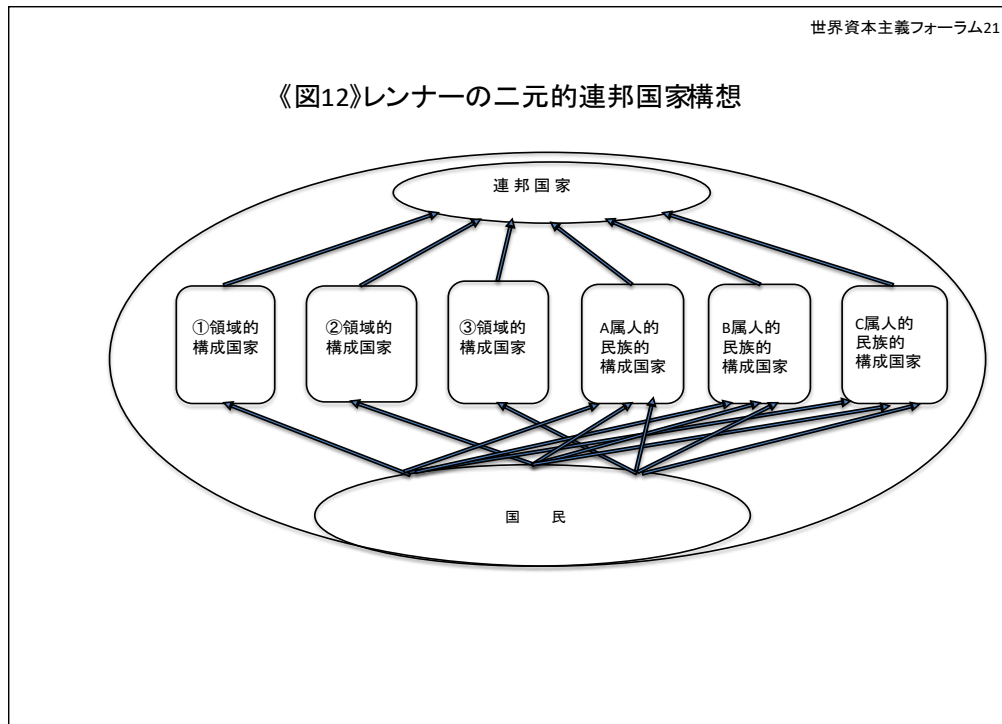 世界資本主義フォーラム21
《図12》レンナーの二元的連邦国家構想
連 邦 国 家
①領域的
構成国家
②領域的
構成国家
③領域的
構成国家
A属人的
民族的
構成国家
B属人的
民族的
構成国家
C属人的
民族的
構成国家
国　　民